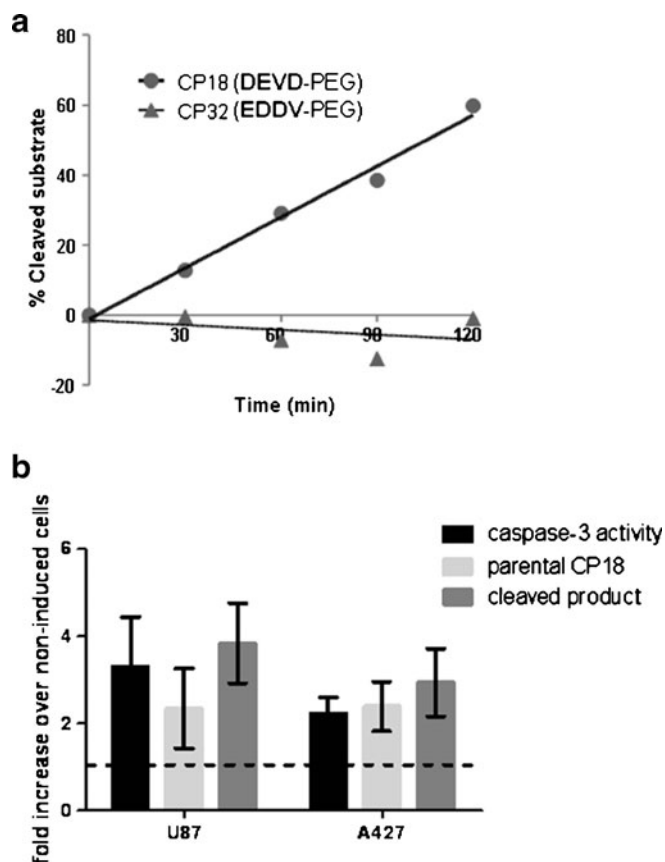 a
80
60
40
20
0
-20
% Cleaved substrate
CP18 (DEVD-PEG)
CP32 (EDDV-PEG)
30
60
90
120
Time (min)
b
fold increase over non-induced cells
6
4
2
0
caspase-3 activity
parental CP18
cleaved product
U87
A427